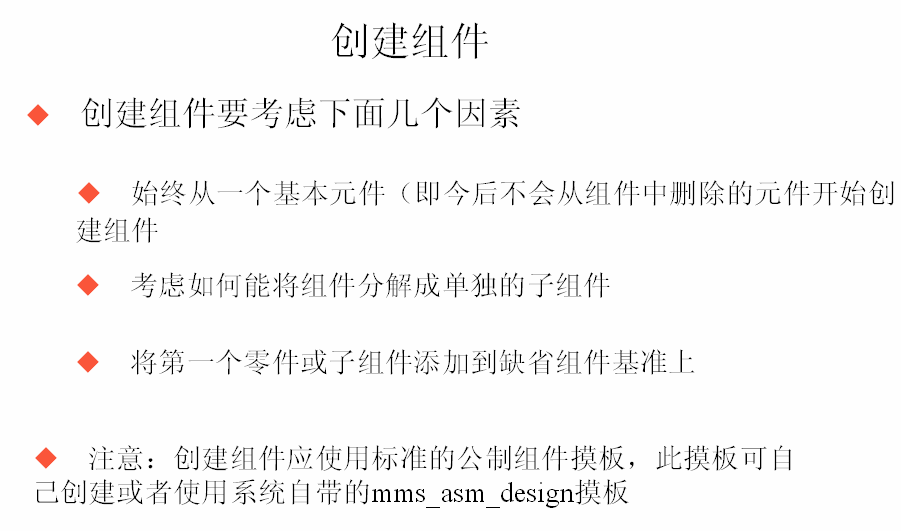 创建组件
创建组件要考虑下面几个因素
始终从一个基本元件（即今后不会从组件中删除的元件开始创
建组件
考虑如何能将组件分解成单独的子组件
将第一个零件或子组件添加到缺省组件基准上
注意：创建组件应使用标准的公制组件摸板，此摸板可自
己创建或者使用系统自带的mms_asm_design摸板